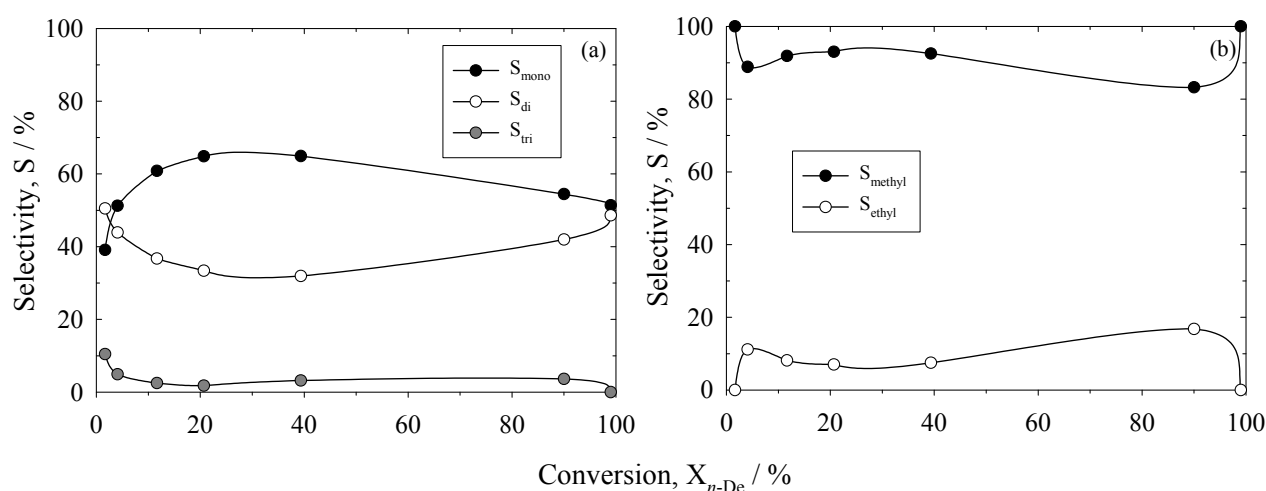 100
80
60
40
20
0
Selectivity, S / %
(a)
S_mono
S_di
S_tri
0 20 40 60 80 100
100
80
60
40
20
0
Selectivity, S / %
(b)
S_methyl
S_ethyl
0 20 40 60 80 100
Conversion, X_n-De / %